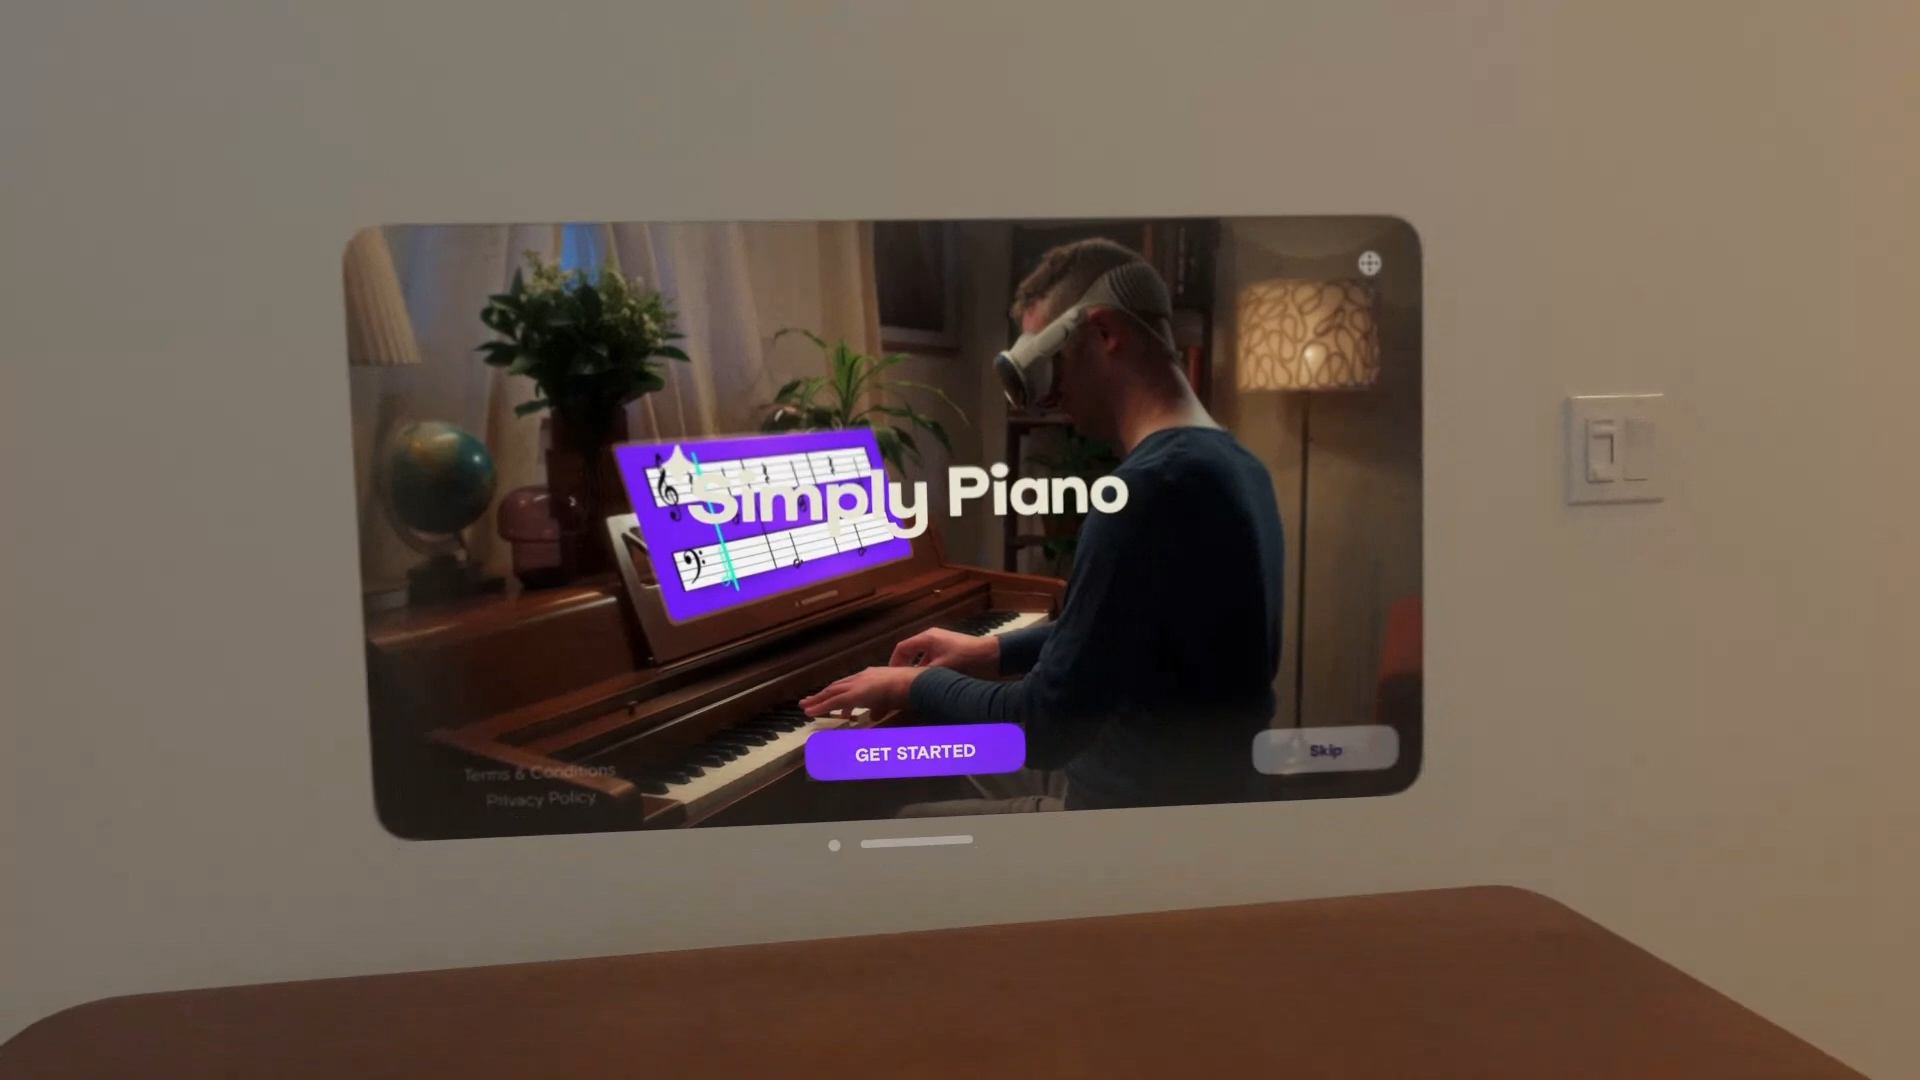 Simply Piano
GET STARTED
Skip
Terms & Conditions
Privacy Policy